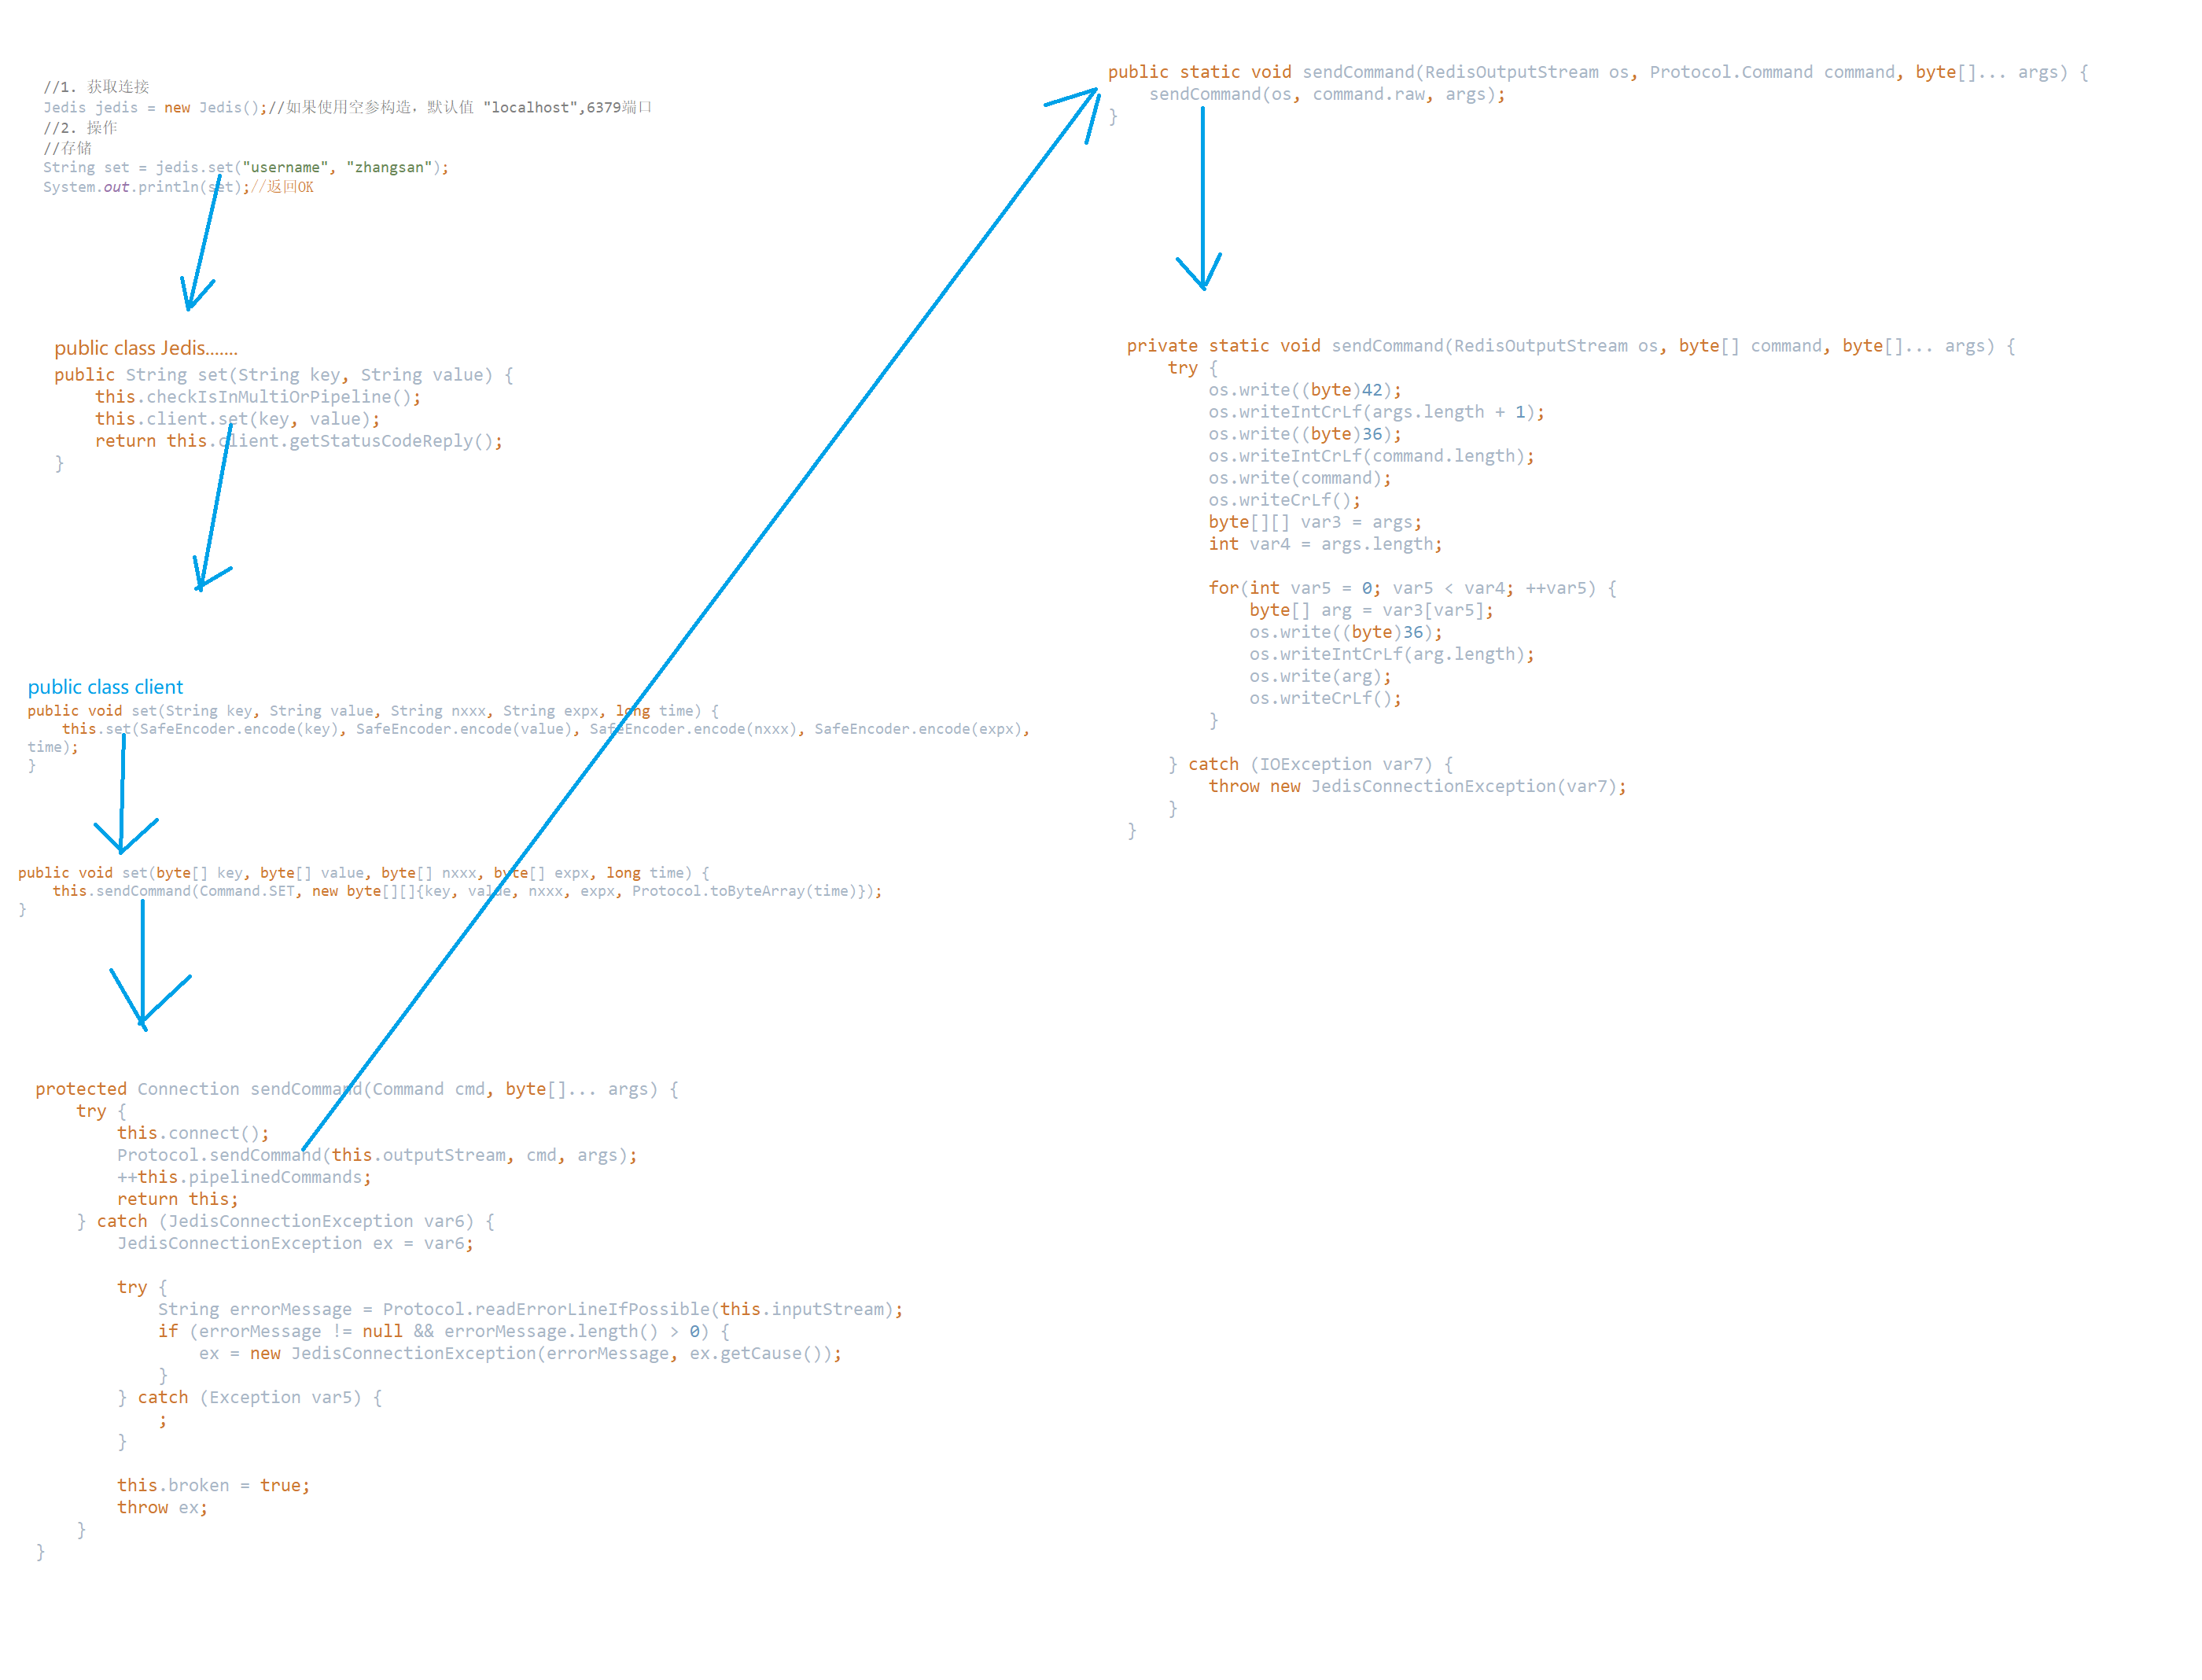 //1. 获取连接
Jedis jedis = new Jedis();//如果使用空参构造，默认值 "localhost",6379端口
//2. 操作
//存储
String set = jedis.set("username", "zhangsan");
System.out.println(set);//返回OK
public class Jedis.......
public String set(String key, String value) {
    this.checkIsInMultiOrPipeline();
    this.client.set(key, value);
    return this.client.getStatusCodeReply();
}
public class client
public void set(String key, String value, String nxxx, String expx, long time) {
    this.set(SafeEncoder.encode(key), SafeEncoder.encode(value), SafeEncoder.encode(nxxx), SafeEncoder.encode(expx),
time);
}
public void set(byte[] key, byte[] value, byte[] nxxx, byte[] expx, long time) {
    this.sendCommand(Command.SET, new byte[][]{key, value, nxxx, expx, Protocol.toByteArray(time)});
}
protected Connection sendCommand(Command cmd, byte[]... args) {
    try {
        this.connect();
        Protocol.sendCommand(this.outputStream, cmd, args);
        ++this.pipelinedCommands;
        return this;
    } catch (JedisConnectionException var6) {
        JedisConnectionException ex = var6;
        try {
            String errorMessage = Protocol.readErrorLineIfPossible(this.inputStream);
            if (errorMessage != null && errorMessage.length() > 0) {
                ex = new JedisConnectionException(errorMessage, ex.getCause());
            }
        } catch (Exception var5) {
            ;
        }
        this.broken = true;
        throw ex;
    }
}
public static void sendCommand(RedisOutputStream os, Protocol.Command command, byte[]... args) {
    sendCommand(os, command.raw, args);
}
private static void sendCommand(RedisOutputStream os, byte[] command, byte[]... args) {
    try {
        os.write((byte)42);
        os.writeIntCrLf(args.length + 1);
        os.write((byte)36);
        os.writeIntCrLf(command.length);
        os.write(command);
        os.writeCrLf();
        byte[][] var3 = args;
        int var4 = args.length;
        for(int var5 = 0; var5 < var4; ++var5) {
            byte[] arg = var3[var5];
            os.write((byte)36);
            os.writeIntCrLf(arg.length);
            os.write(arg);
            os.writeCrLf();
        }
    } catch (IOException var7) {
        throw new JedisConnectionException(var7);
    }
}